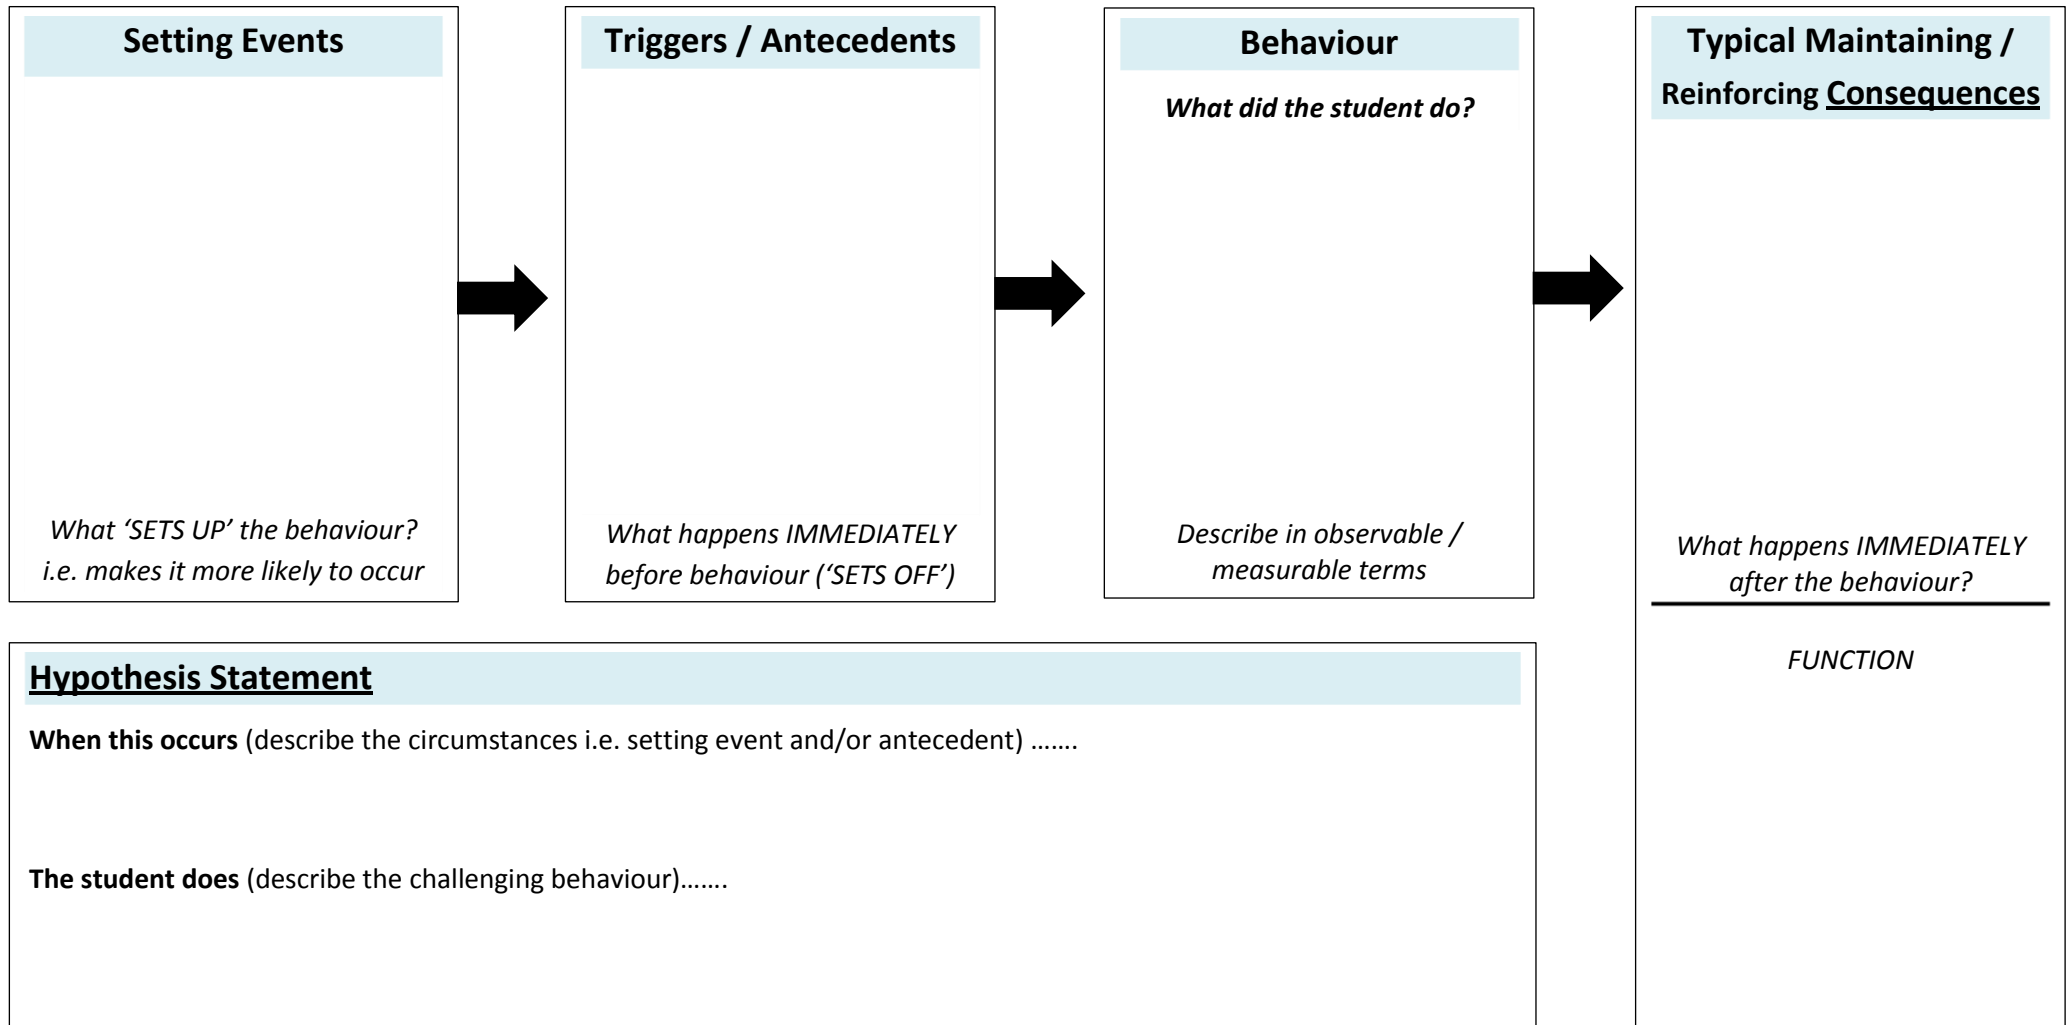 Setting Events
What ‘SETS UP’ the behaviour?
i.e. makes it more likely to occur
Triggers / Antecedents
What happens IMMEDIATELY
before behaviour (‘SETS OFF’)
Behaviour
What did the student do?
Describe in observable /
measurable terms
Typical Maintaining /
Reinforcing Consequences
What happens IMMEDIATELY
after the behaviour?
FUNCTION
Hypothesis Statement
When this occurs (describe the circumstances i.e. setting event and/or antecedent) …….
The student does (describe the challenging behaviour)…….